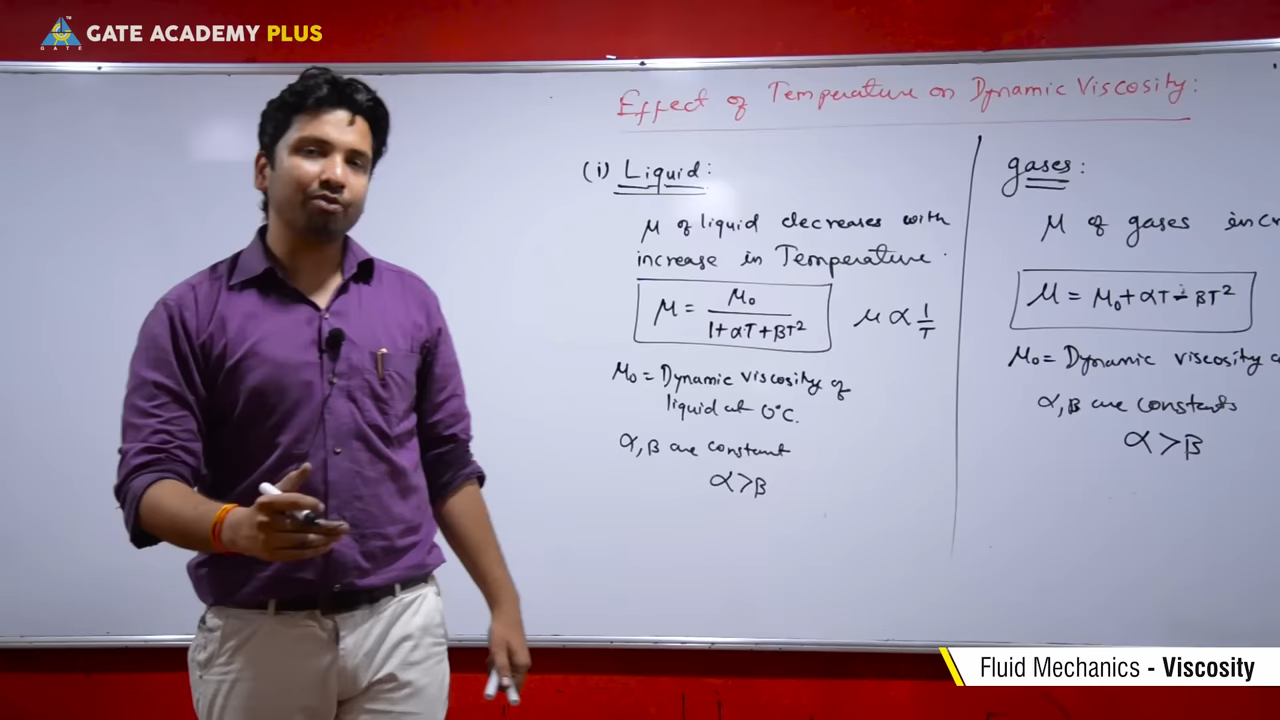 GATE ACADEMY PLUS
GATE
Effect of Temperature on Dynamic Viscosity:
(i) Liquid:
μ of liquid decreases with
increase in Temperature.
μ = μ₀ / (1+αT+βT²)
μ ∝ 1/T
μ₀ = Dynamic viscosity of
liquid at 0°C.
α, β are constant
α>β
gases:
μ of gases incr
μ = μ₀+αT-βT²
μ₀ = Dynamic viscosity
α, β are constants
α>β
Fluid Mechanics - Viscosity